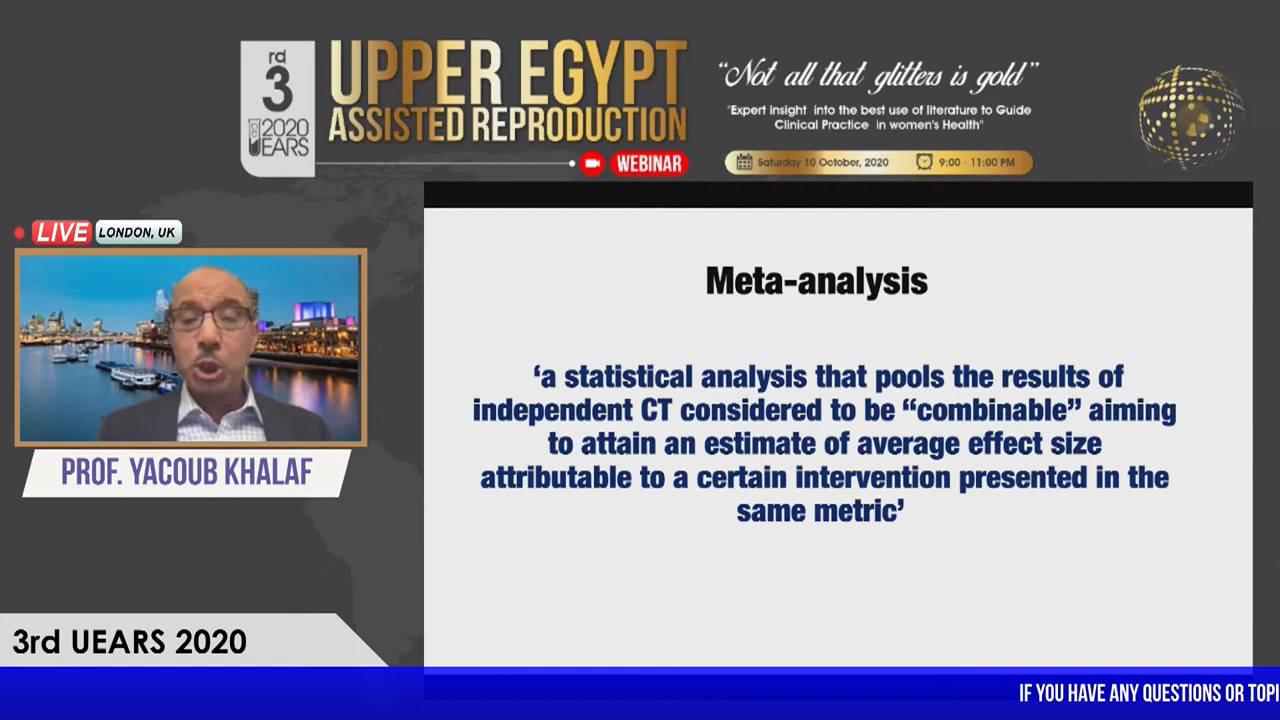 rd
3
2020
UEARS
UPPER EGYPT
ASSISTED REPRODUCTION
WEBINAR
“Not all that glitters is gold”
"Expert insight into the best use of literature to Guide
Clinical Practice in women's Health"
Saturday 10 October, 2020
9:00 - 11:00 PM
LIVE
LONDON, UK
PROF. YACOUB KHALAF
Meta-analysis
‘a statistical analysis that pools the results of
independent CT considered to be “combinable” aiming
to attain an estimate of average effect size
attributable to a certain intervention presented in the
same metric’
3rd UEARS 2020
IF YOU HAVE ANY QUESTIONS OR TOPI